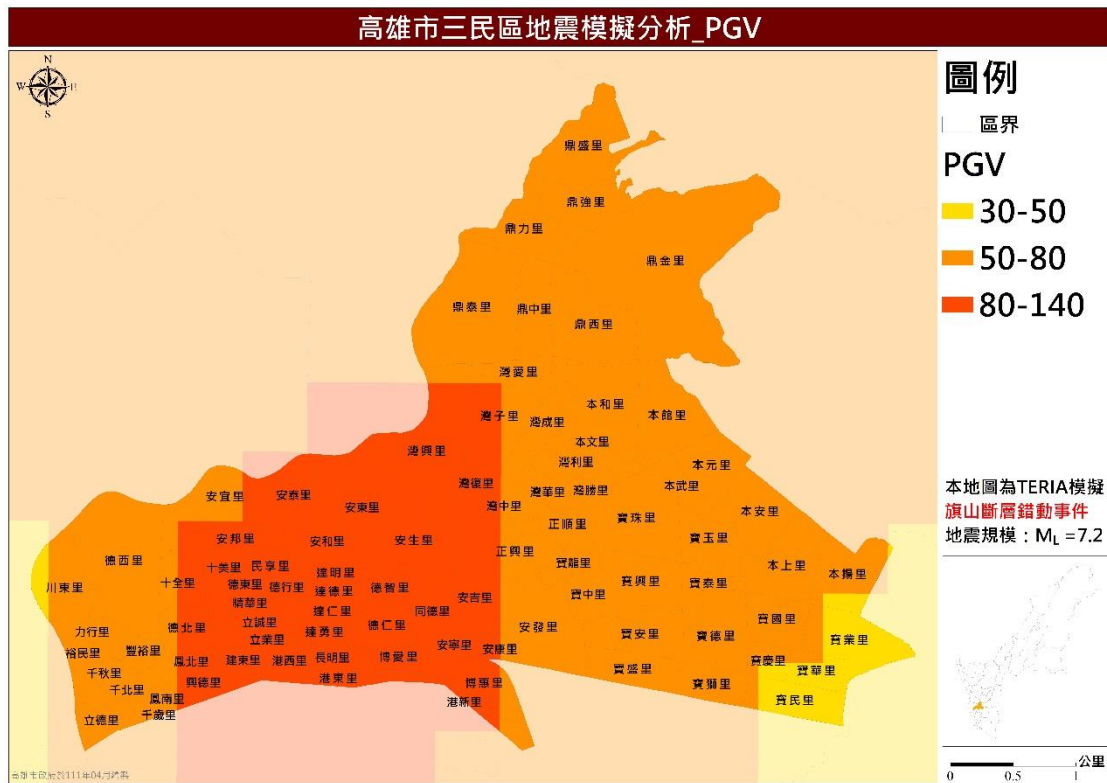 高雄市三民區地震模擬分析_PGV
N
W
E
S
圖例
區界
PGV
30-50
50-80
80-140
本地圖為TERIA模擬
旗山斷層錯動事件
地震規模：ML =7.2
0
0.5
1
公里
鼎盛里
鼎強里
鼎力里
鼎金里
鼎泰里
鼎中里
鼎西里
灣愛里
本和里
灣子里
灣成里
本館里
本文里
灣興里
灣利里
本元里
灣復里
本武里
灣華里
灣勝里
安宜里
安泰里
安東里
灣中里
本安里
正順里
寶珠里
安邦里
安和里
安生里
寶玉里
正興里
德西里
寶龍里
本上里
十美里
民享里
達明里
本揚里
川東里
十全里
德東里
德行里
達德里
德智里
寶中里
寶興里
寶泰里
精華里
安吉里
達仁里
同德里
寶國里
力行里
德北里
立誠里
達勇里
德仁里
安發里
寶安里
寶德里
寶業里
立業里
裕民里
豐裕里
安寧里
安康里
鳳北里
建東里
港西里
長明里
博愛里
寶慶里
千秋里
寶盛里
寶華里
千北里
興德里
港東里
博惠里
寶獅里
鳳南里
港新里
寶民里
立德里
千歲里
高雄市政府於111年04月繪製